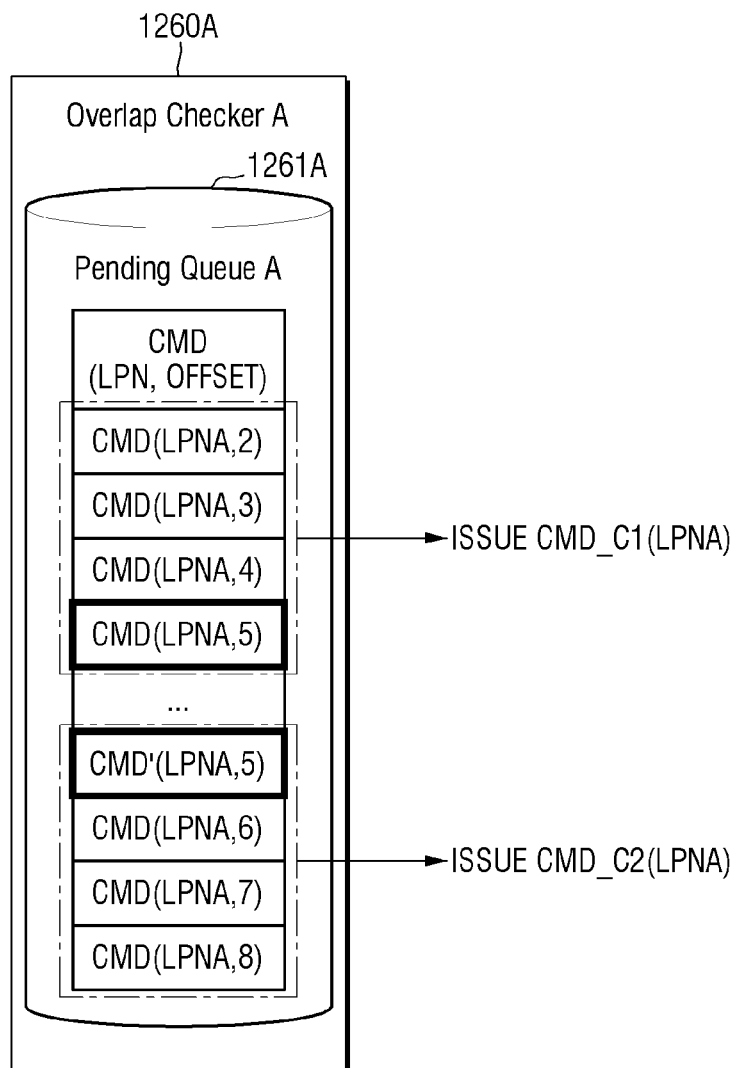 1260A
Overlap Checker A
1261A
Pending Queue A
CMD
(LPN, OFFSET)
CMD(LPNA,2)
CMD(LPNA,3)
CMD(LPNA,4)
CMD(LPNA,5)
ISSUE CMD_C1(LPNA)
...
CMD'(LPNA,5)
CMD(LPNA,6)
CMD(LPNA,7)
CMD(LPNA,8)
ISSUE CMD_C2(LPNA)